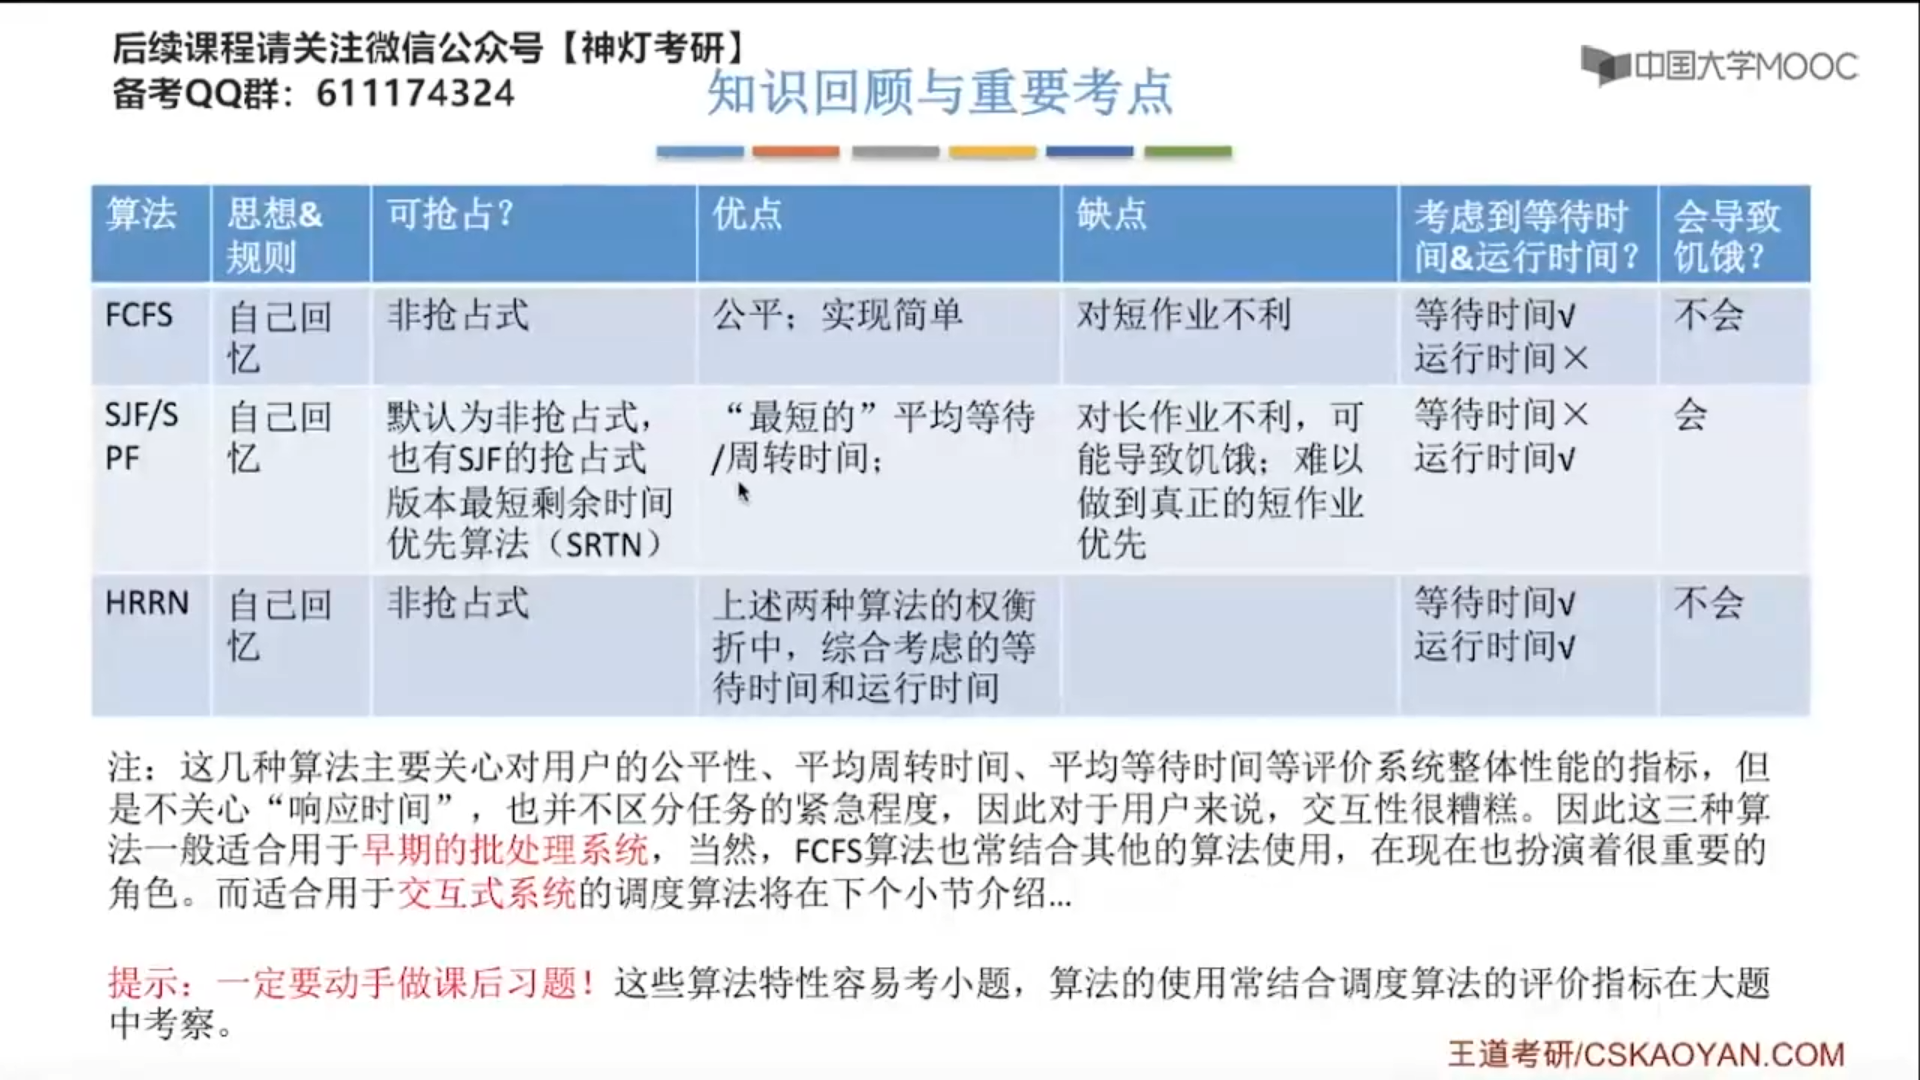 后续课程请关注微信公众号【神灯考研】
备考QQ群：611174324
中国大学MOOC
知识回顾与重要考点
算法
思想&
规则
可抢占？
优点
缺点
考虑到等待时
间&运行时间？
会导致
饥饿？
FCFS
自己回
忆
非抢占式
公平；实现简单
对短作业不利
等待时间√
运行时间×
不会
SJF/S
PF
自己回
忆
默认为非抢占式，
也有SJF的抢占式
版本最短剩余时间
优先算法（SRTN）
“最短的”平均等待
/周转时间；
对长作业不利，可
能导致饥饿；难以
做到真正的短作业
优先
等待时间×
运行时间√
会
HRRN
自己回
忆
非抢占式
上述两种算法的权衡
折中，综合考虑的等
待时间和运行时间
等待时间√
运行时间√
不会
注：这几种算法主要关心对用户的公平性、平均周转时间、平均等待时间等评价系统整体性能的指标，但
是不关心“响应时间”，也并不区分任务的紧急程度，因此对于用户来说，交互性很糟糕。因此这三种算
法一般适合用于早期的批处理系统，当然，FCFS算法也常结合其他的算法使用，在现在也扮演着很重要的
角色。而适合用于交互式系统的调度算法将在下个小节介绍...
提示：一定要动手做课后习题！这些算法特性容易考小题，算法的使用常结合调度算法的评价指标在大题
中考察。
王道考研/CSKAOYAN.COM